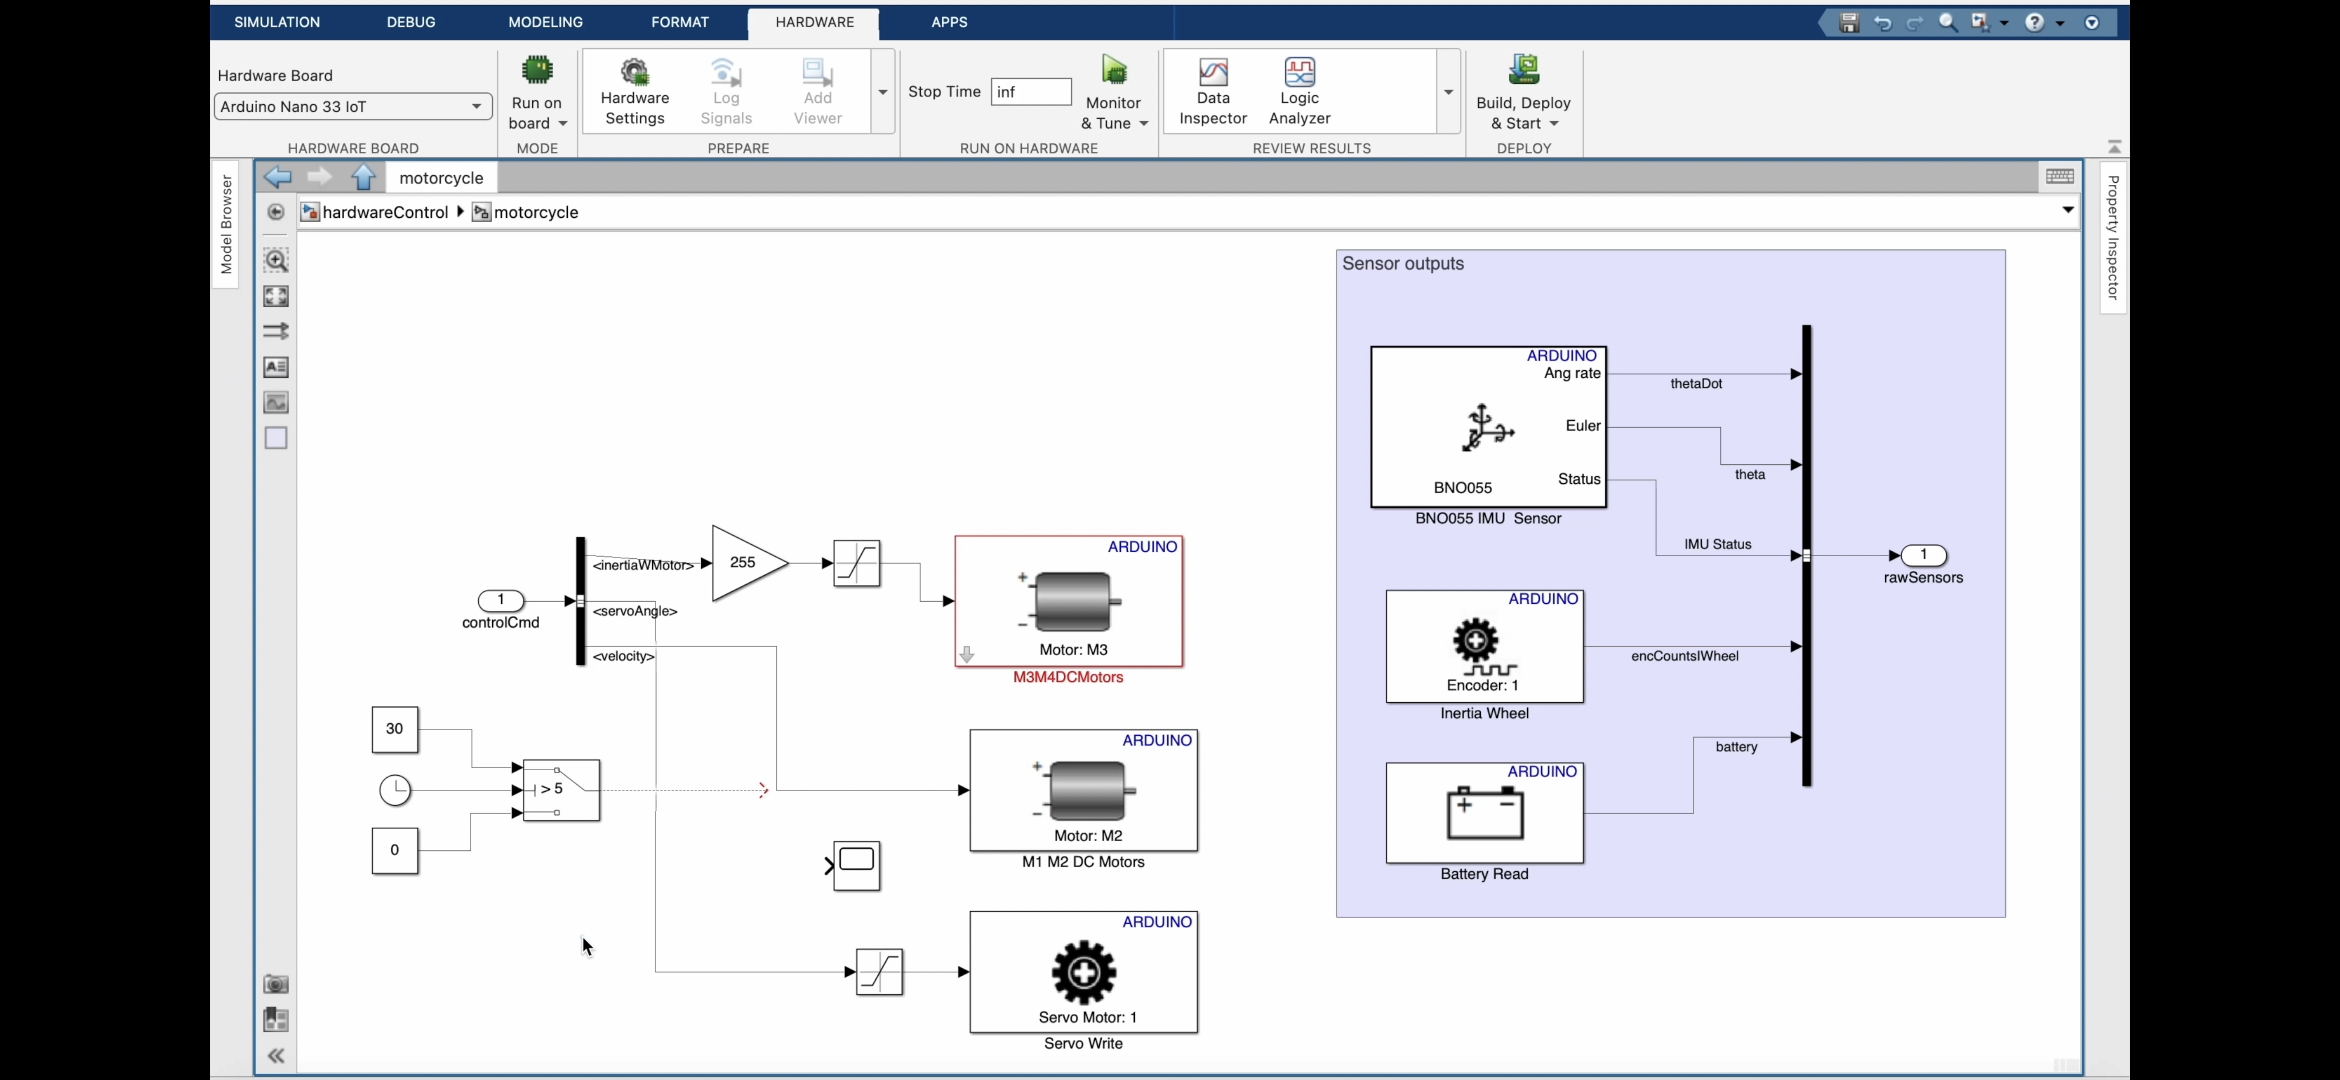 SIMULATION
DEBUG
MODELING
FORMAT
HARDWARE
APPS
Hardware Board
Arduino Nano 33 IoT
HARDWARE BOARD
Run on
board
MODE
Hardware
Settings
Log
Signals
Add
Viewer
PREPARE
Stop Time
inf
Monitor
& Tune
RUN ON HARDWARE
Data
Inspector
Logic
Analyzer
REVIEW RESULTS
Build, Deploy
& Start
DEPLOY
Model Browser
Property Inspector
motorcycle
hardwareControl
motorcycle
Sensor outputs
ARDUINO
Ang rate
Euler
Status
BNO055
BNO055 IMU Sensor
thetaDot
theta
IMU Status
1
rawSensors
ARDUINO
Encoder: 1
Inertia Wheel
encCountsIWheel
ARDUINO
Battery Read
battery
1
controlCmd
<inertiaWMotor>
<servoAngle>
<velocity>
255
ARDUINO
Motor: M3
M3M4DCMotors
30
0
> 5
ARDUINO
Motor: M2
M1 M2 DC Motors
ARDUINO
Servo Motor: 1
Servo Write